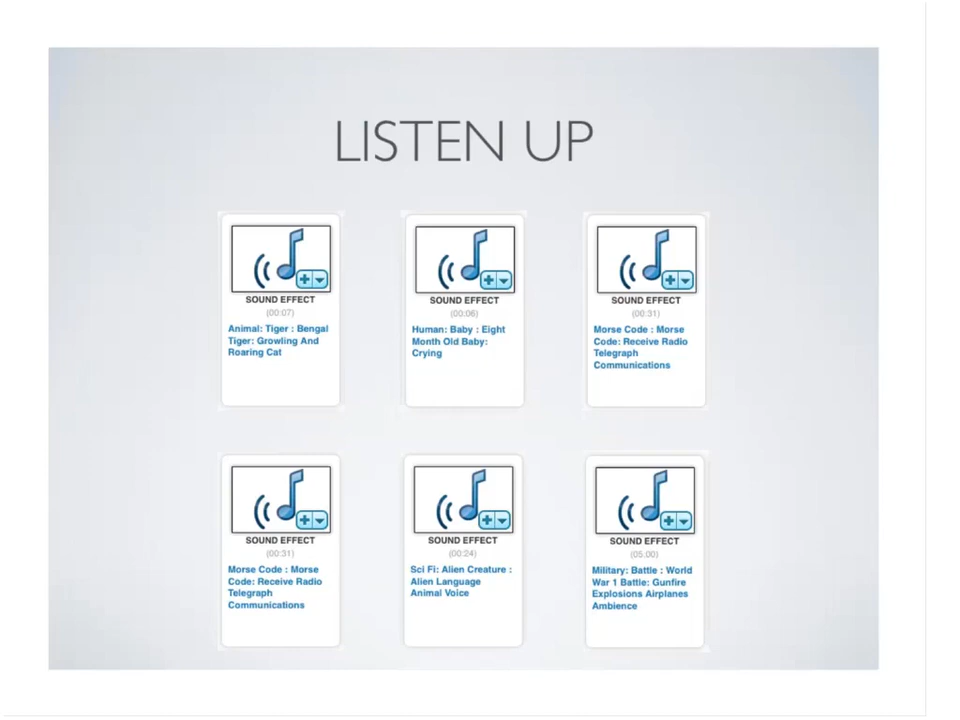 LISTEN UP
SOUND EFFECT
(00:07)
Animal: Tiger : Bengal
Tiger: Growling And
Roaring Cat
SOUND EFFECT
(00:06)
Human: Baby : Eight
Month Old Baby:
Crying
SOUND EFFECT
(00:31)
Morse Code : Morse
Code: Receive Radio
Telegraph
Communications
SOUND EFFECT
(00:31)
Morse Code : Morse
Code: Receive Radio
Telegraph
Communications
SOUND EFFECT
(00:24)
Sci Fi: Alien Creature :
Alien Language
Animal Voice
SOUND EFFECT
(05:00)
Military: Battle : World
War 1 Battle: Gunfire
Explosions Airplanes
Ambience